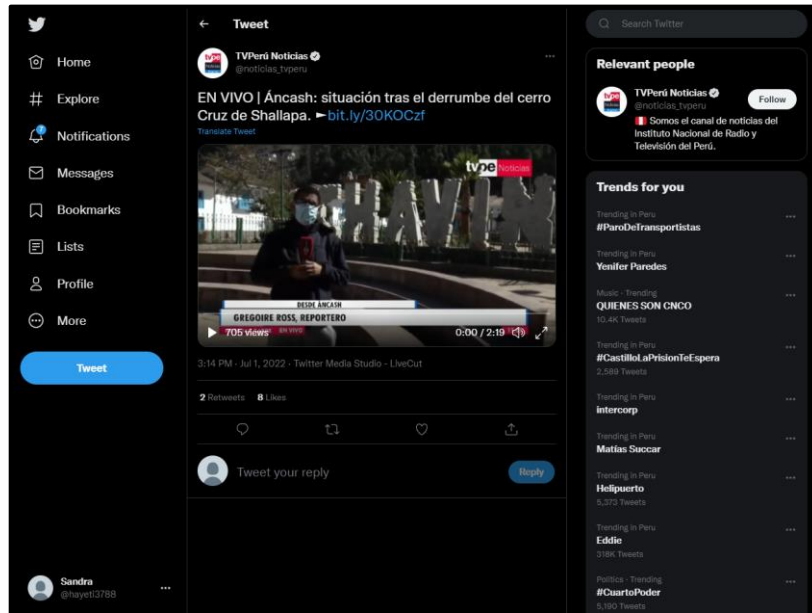 Home
Explore
7
Notifications
Messages
Bookmarks
Lists
Profile
More
Tweet
Sandra
@hayeti3788
Tweet
TVPerú Noticias
@noticias_tvperu
EN VIVO | Áncash: situación tras el derrumbe del cerro
Cruz de Shallapa. ►bit.ly/30KOCzf
Translate Tweet
tvpe Noticias
CHAVIN
DESDE ÁNCASH
GREGOIRE ROSS, REPORTERO
EN VIVO
705 views
0:00 / 2:19
3:14 PM · Jul 1, 2022 · Twitter Media Studio - LiveCut
2 Retweets 8 Likes
Tweet your reply
Reply
Search Twitter
Relevant people
TVPerú Noticias
@noticias_tvperu
Follow
Somos el canal de noticias del
Instituto Nacional de Radio y
Televisión del Perú.
Trends for you
Trending in Peru
#ParoDeTransportistas
Trending in Peru
Yenifer Paredes
Music · Trending
QUIENES SON CNCO
10.4K Tweets
Trending in Peru
#CastilloLaPrisionTeEspera
2,589 Tweets
Trending in Peru
intercorp
Trending in Peru
Matías Succar
Trending in Peru
Helipuerto
5,373 Tweets
Trending in Peru
Eddie
318K Tweets
Politics · Trending
#CuartoPoder
5,190 Tweets